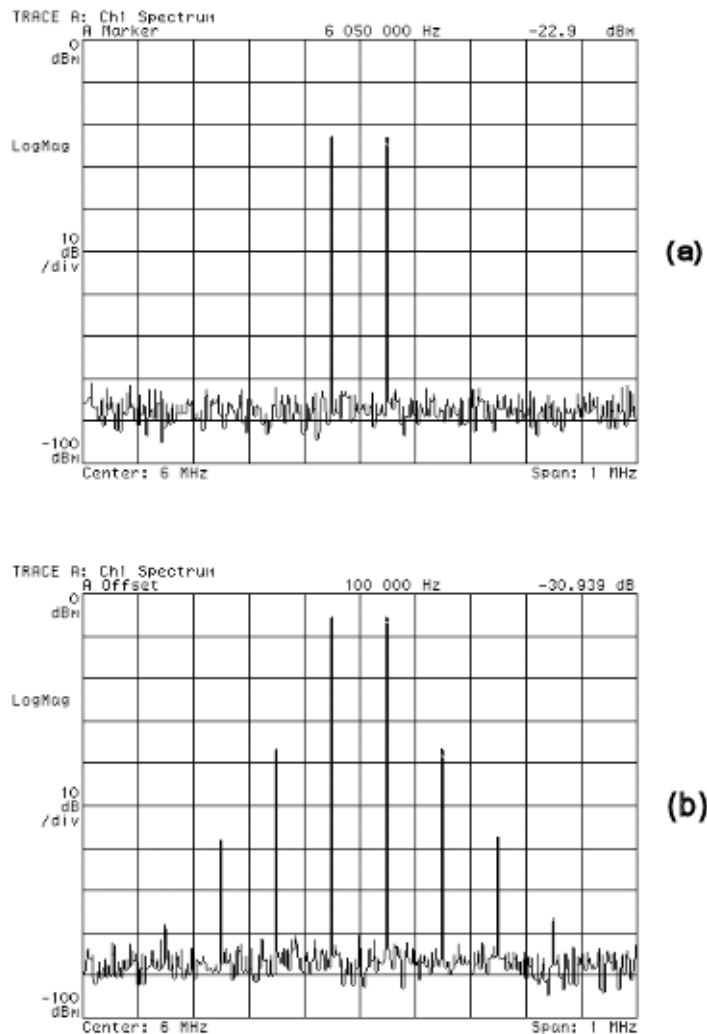 TRACE A: Ch1 Spectrum
A Marker 6 050 000 Hz -22.9 dBm
0
dBm
LogMag
10
dB
/div
-100
dBm
Center: 6 MHz Span: 1 MHz
(a)
TRACE A: Ch1 Spectrum
A Offset 100 000 Hz -30.939 dB
0
dBm
LogMag
10
dB
/div
-100
dBm
Center: 6 MHz Span: 1 MHz
(b)